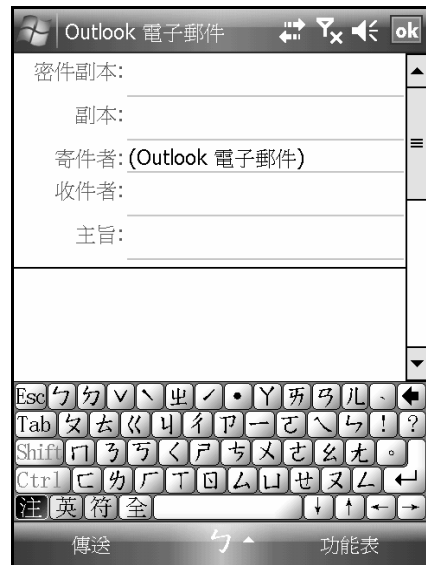 Outlook 電子郵件 ok
密件副本:
副本:
寄件者: (Outlook 電子郵件)
收件者:
主旨:
Esc ㄅ ㄉ ˇ ˋ ㄓ ˊ ˙ ㄚ ㄞ ㄢ ㄦ 、
Tab ㄆ ㄊ ㄍ ㄐ ㄔ ㄗ ㄧ ㄛ ㄟ ㄣ ! ?
Shift ㄇ ㄋ ㄎ ㄑ ㄕ ㄘ ㄨ ㄜ ㄠ ㄤ 。
Ctrl ㄈ ㄌ ㄏ ㄒ ㄖ ㄙ ㄩ ㄝ ㄡ ㄥ
注 英 符 全 ↓ ↑ ← →
傳送 ㄅ 功能表